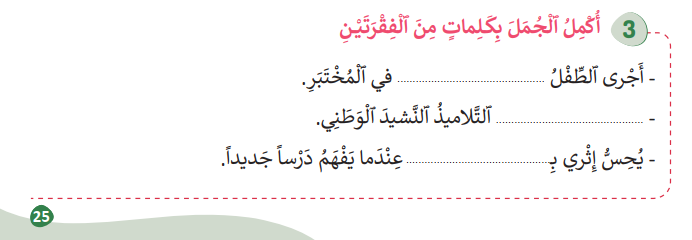 3 أُكْمِلُ ٱلْجُمَلَ بِكَلِماتٍ مِنَ ٱلْفِقْرَتَيْنِ
- أَجْرى ٱلطِّفْلُ ........................................ في ٱلْمُخْتَبَرِ.
- ........................................ ٱلتَّلاميذُ ٱلنَّشيدَ ٱلْوَطَنِي.
- يُحِسُّ إِثْري بِـ........................................ عِنْدَما يَفْهَمُ دَرْساً جَديداً.
25